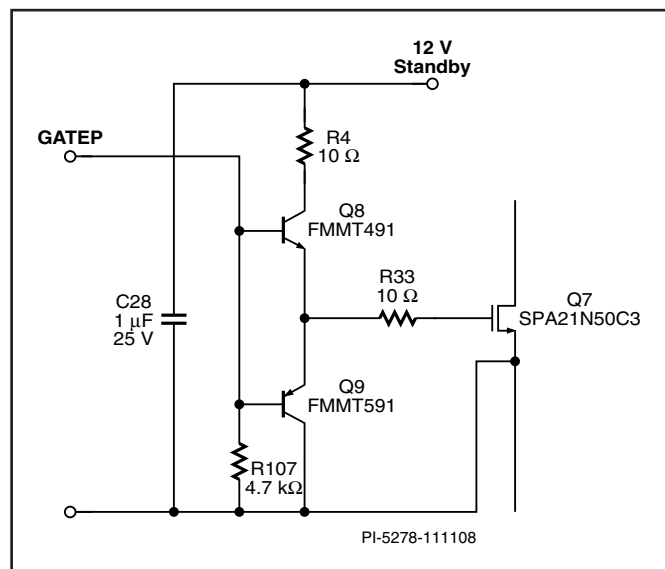 12 V
Standby
GATEP
R4
10 Ω
Q8
FMMT491
R33
10 Ω
Q7
SPA21N50C3
C28
1 µF
25 V
Q9
FMMT591
R107
4.7 kΩ
PI-5278-111108